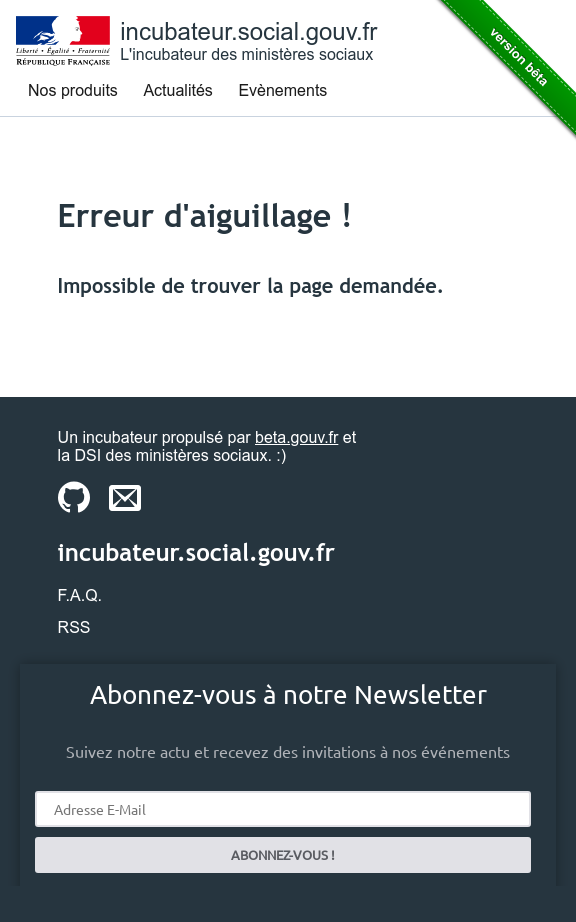 incubateur.social.gouv.fr
L'incubateur des ministères sociaux
Liberté • Égalité • Fraternité
RÉPUBLIQUE FRANÇAISE
version bêta
Nos produits Actualités Evènements
Erreur d'aiguillage !
Impossible de trouver la page demandée.
Un incubateur propulsé par beta.gouv.fr et
la DSI des ministères sociaux. :)
incubateur.social.gouv.fr
F.A.Q.
RSS
Abonnez-vous à notre Newsletter
Suivez notre actu et recevez des invitations à nos événements
Adresse E-Mail
ABONNEZ-VOUS !